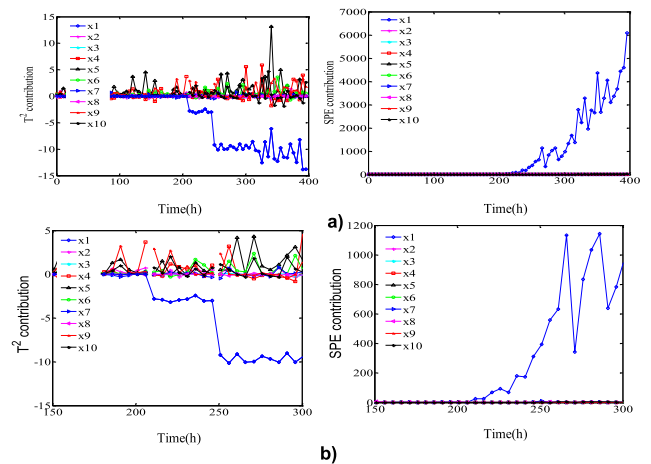 15
10
5
0
-5
-10
-15
0
100
200
300
400
T² contribution
Time(h)
x1
x2
x3
x4
x5
x6
x7
x8
x9
x10
7000
6000
5000
4000
3000
2000
1000
0
0
100
200
300
400
SPE contribution
Time(h)
x1
x2
x3
x4
x5
x6
x7
x8
x9
x10
a)
5
0
-5
-10
-15
150
200
250
300
T² contribution
Time(h)
x1
x2
x3
x4
x5
x6
x7
x8
x9
x10
1200
1000
800
600
400
200
0
150
200
250
300
SPE contribution
Time(h)
x1
x2
x3
x4
x5
x6
x7
x8
x9
x10
b)